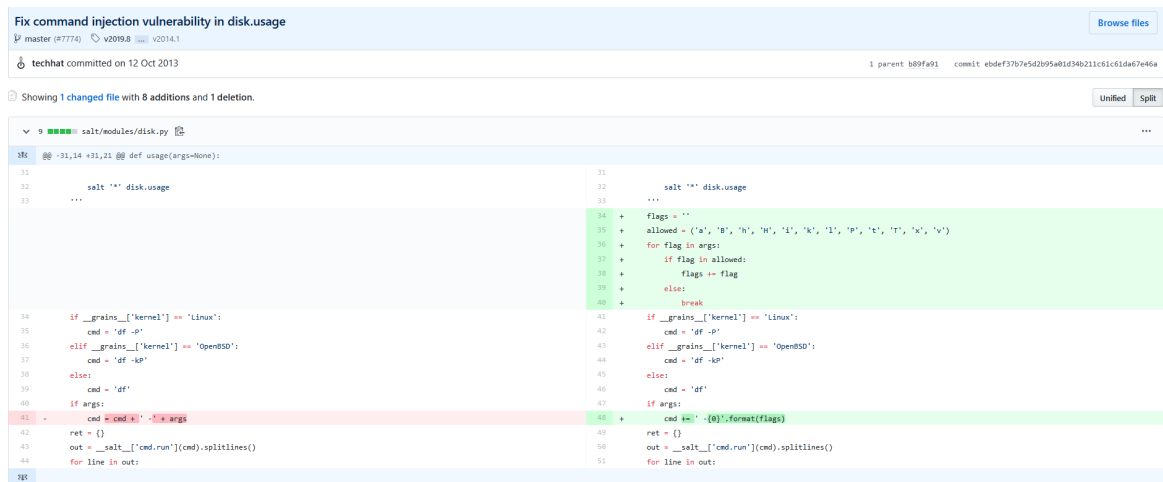 Fix command injection vulnerability in disk.usage
Browse files
master (#7774) v2019.8 ... v2014.1
techhat committed on 12 Oct 2013
1 parent b89fa91 commit ebdef37b7e5d2b95a01d34b211c61c61da67e46a
Showing 1 changed file with 8 additions and 1 deletion.
Unified Split
9 salt/modules/disk.py
...
@@ -31,14 +31,21 @@ def usage(args=None):
31
32 salt '*' disk.usage
33 '''
34 if __grains__['kernel'] == 'Linux':
35 cmd = 'df -P'
36 elif __grains__['kernel'] == 'OpenBSD':
37 cmd = 'df -kP'
38 else:
39 cmd = 'df'
40 if args:
41 - cmd = cmd + ' -' + args
42 ret = {}
43 out = __salt__['cmd.run'](cmd).splitlines()
44 for line in out:
31
32 salt '*' disk.usage
33 '''
34 + flags = ''
35 + allowed = ('a', 'B', 'h', 'H', 'i', 'k', 'l', 'P', 't', 'T', 'x', 'v')
36 + for flag in args:
37 + if flag in allowed:
38 + flags += flag
39 + else:
40 + break
41 if __grains__['kernel'] == 'Linux':
42 cmd = 'df -P'
43 elif __grains__['kernel'] == 'OpenBSD':
44 cmd = 'df -kP'
45 else:
46 cmd = 'df'
47 if args:
48 + cmd += ' -{0}'.format(flags)
49 ret = {}
50 out = __salt__['cmd.run'](cmd).splitlines()
51 for line in out: